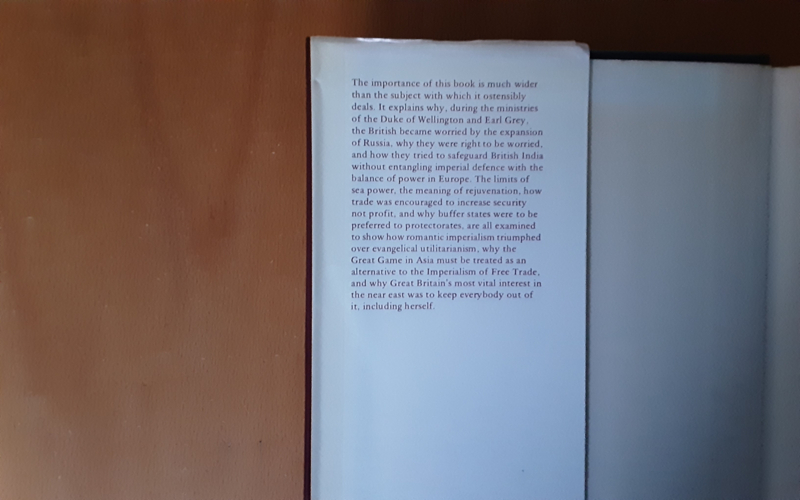 The importance of this book is much wider
than the subject with which it ostensibly
deals. It explains why, during the ministries
of the Duke of Wellington and Earl Grey,
the British became worried by the expansion
of Russia, why they were right to be worried,
and how they tried to safeguard British India
without entangling imperial defence with the
balance of power in Europe. The limits of
sea power, the meaning of rejuvenation, how
trade was encouraged to increase security
not profit, and why buffer states were to be
preferred to protectorates, are all examined
to show how romantic imperialism triumphed
over evangelical utilitarianism, why the
Great Game in Asia must be treated as an
alternative to the Imperialism of Free Trade,
and why Great Britain's most vital interest in
the near east was to keep everybody out of
it, including herself.